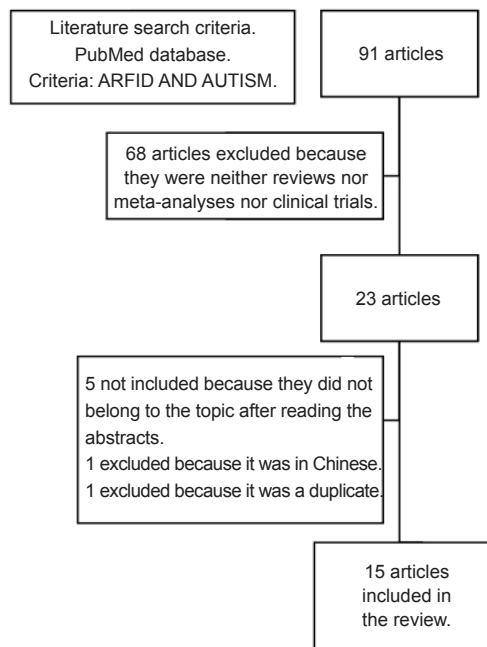 Literature search criteria.
PubMed database.
Criteria: ARFID AND AUTISM.
91 articles
68 articles excluded because
they were neither reviews nor
meta-analyses nor clinical trials.
23 articles
5 not included because they did not
belong to the topic after reading the
abstracts.
1 excluded because it was in Chinese.
1 excluded because it was a duplicate.
15 articles
included in
the review.